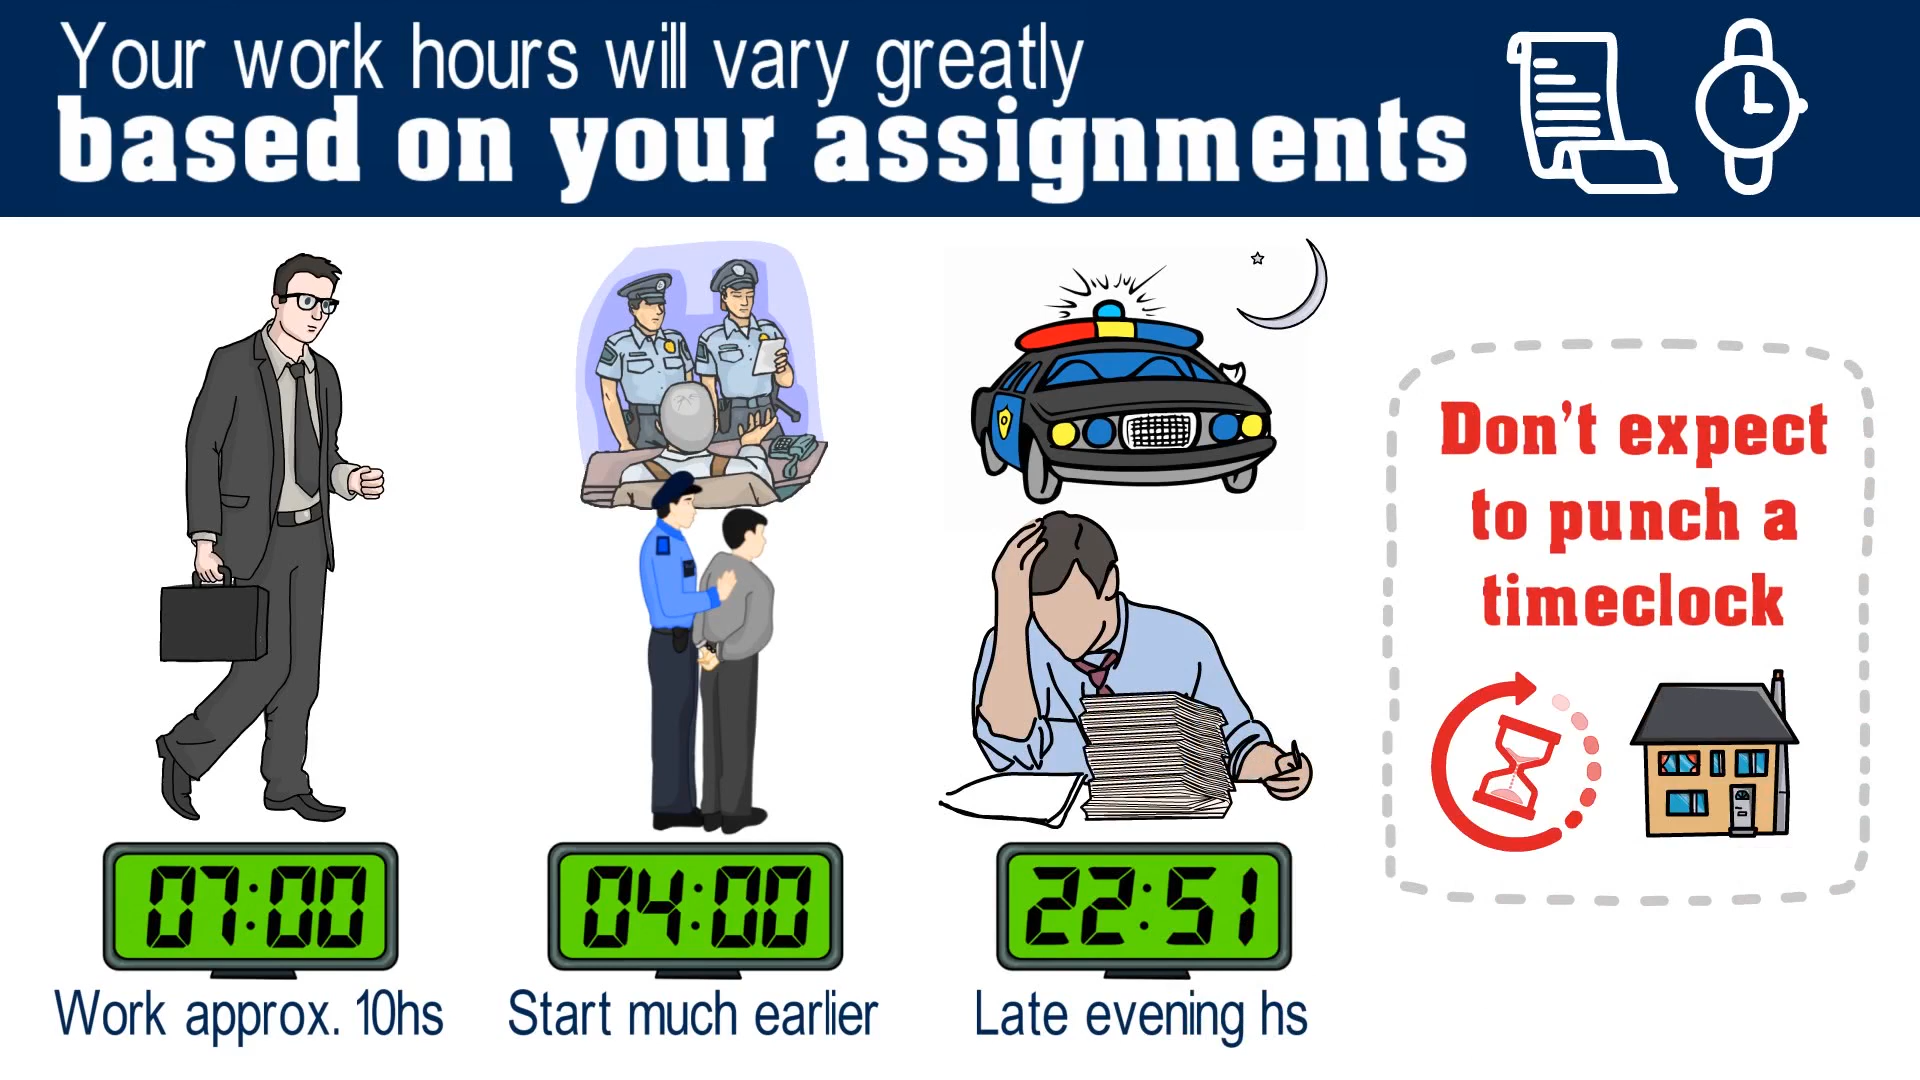 Your work hours will vary greatly
based on your assignments
Don't expect
to punch a
timeclock
07:00
04:00
22:51
Work approx. 10hs
Start much earlier
Late evening hs